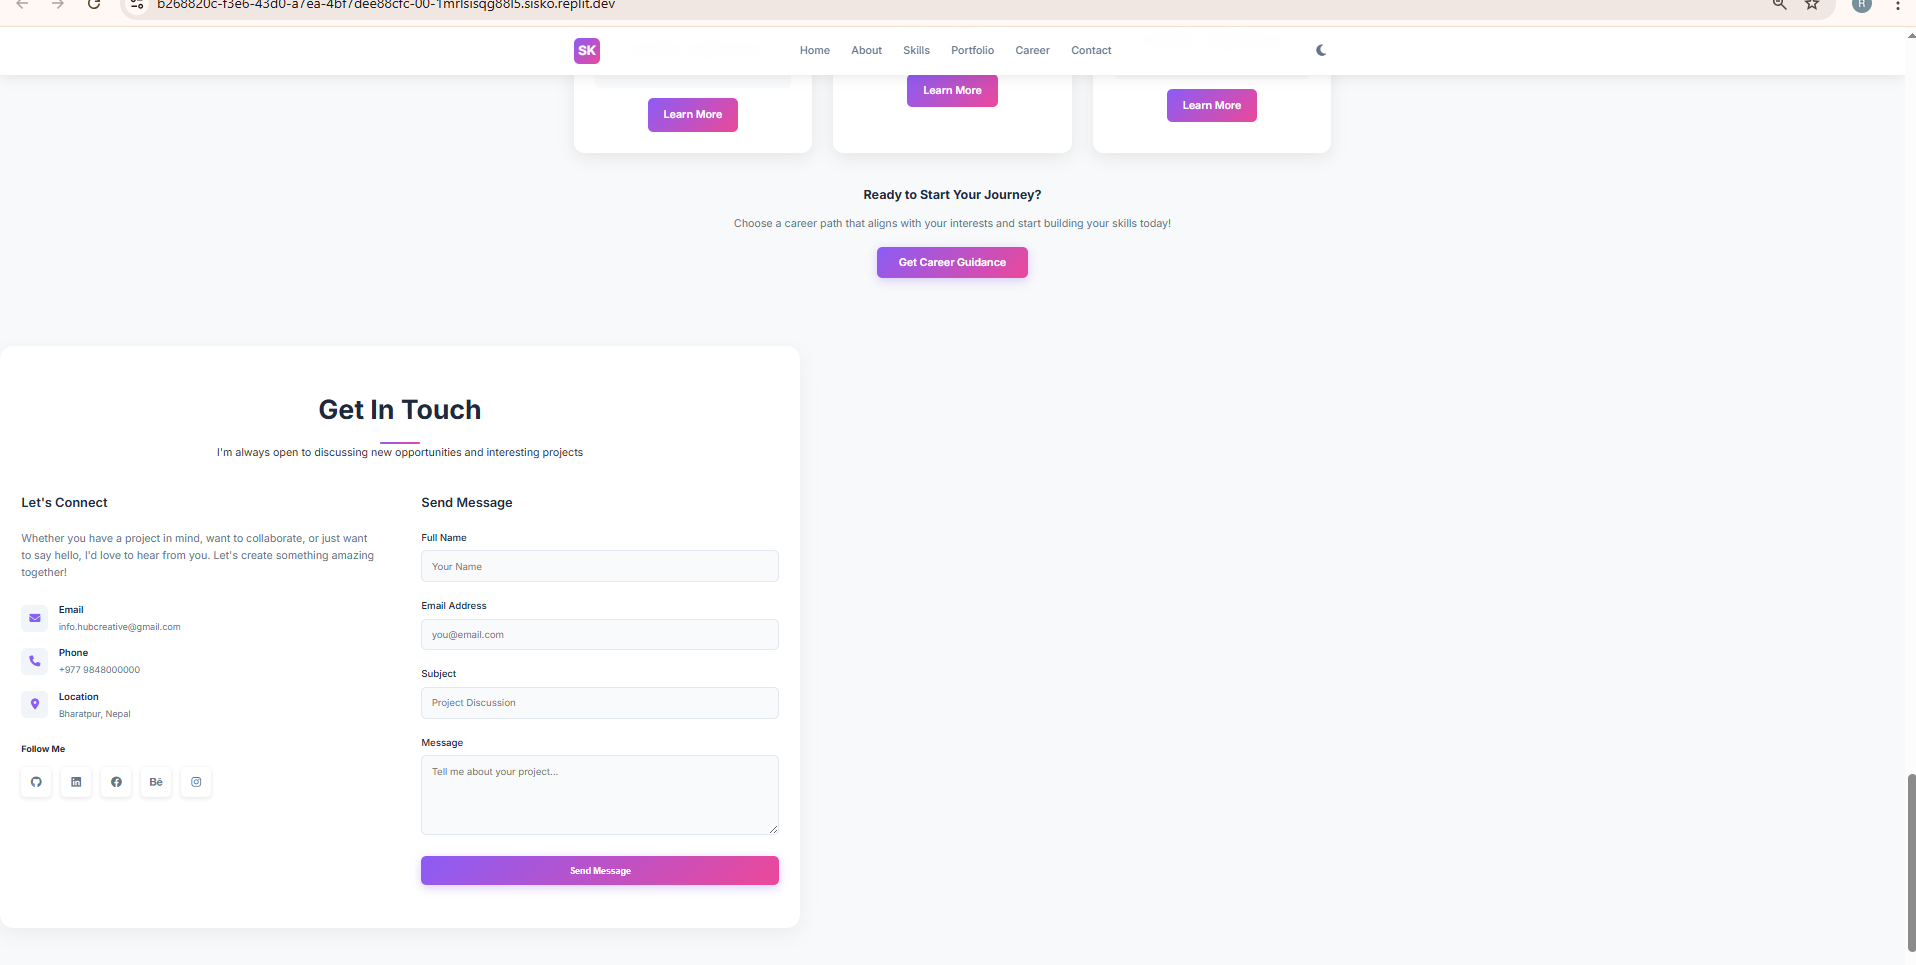 b268820c-f3e6-43d0-a7ea-4bf7dee88cfc-00-1mrlsisqg88l5.sisko.replit.dev
R
SK
Home
About
Skills
Portfolio
Career
Contact
Learn More
Learn More
Learn More
Ready to Start Your Journey?
Choose a career path that aligns with your interests and start building your skills today!
Get Career Guidance
Get In Touch
I'm always open to discussing new opportunities and interesting projects
Let's Connect
Whether you have a project in mind, want to collaborate, or just want
to say hello, I'd love to hear from you. Let's create something amazing
together!
Email
info.hubcreative@gmail.com
Phone
+977 9848000000
Location
Bharatpur, Nepal
Follow Me
Bē
Send Message
Full Name
Your Name
Email Address
you@email.com
Subject
Project Discussion
Message
Tell me about your project...
Send Message